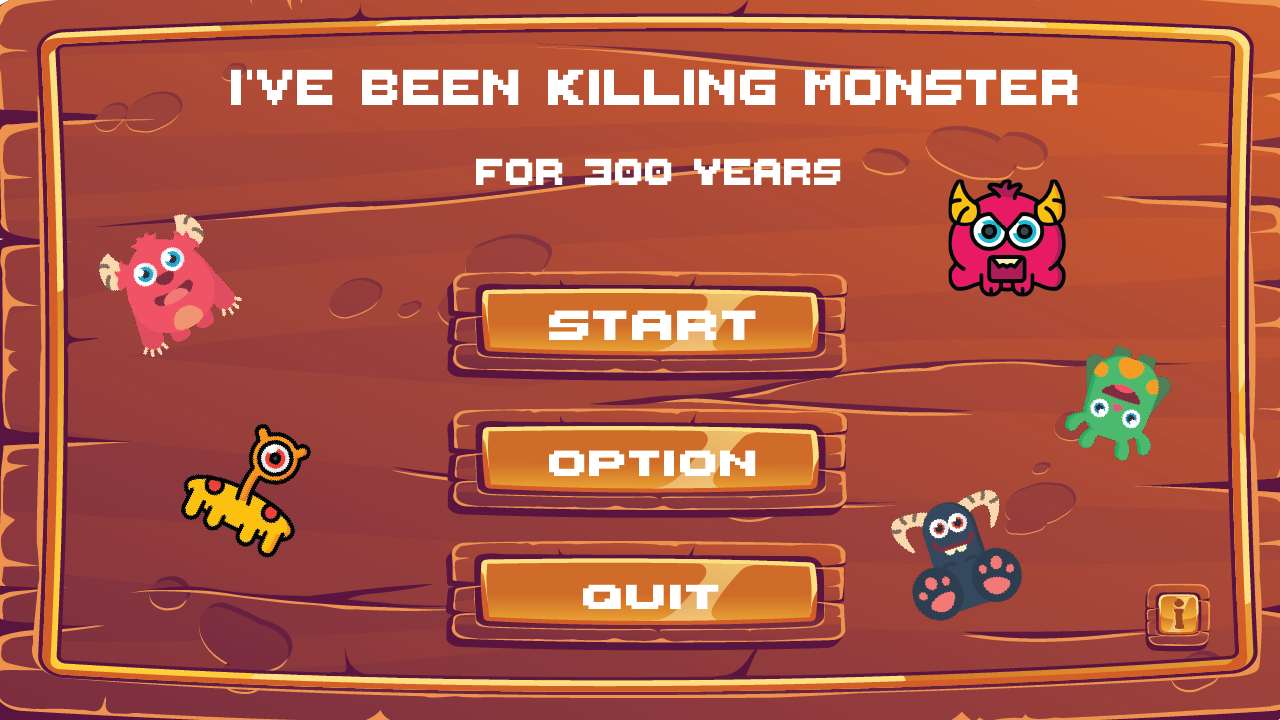 I'VE BEEN KILLING MONSTER
FOR 300 YEARS
START
OPTION
QUIT
i